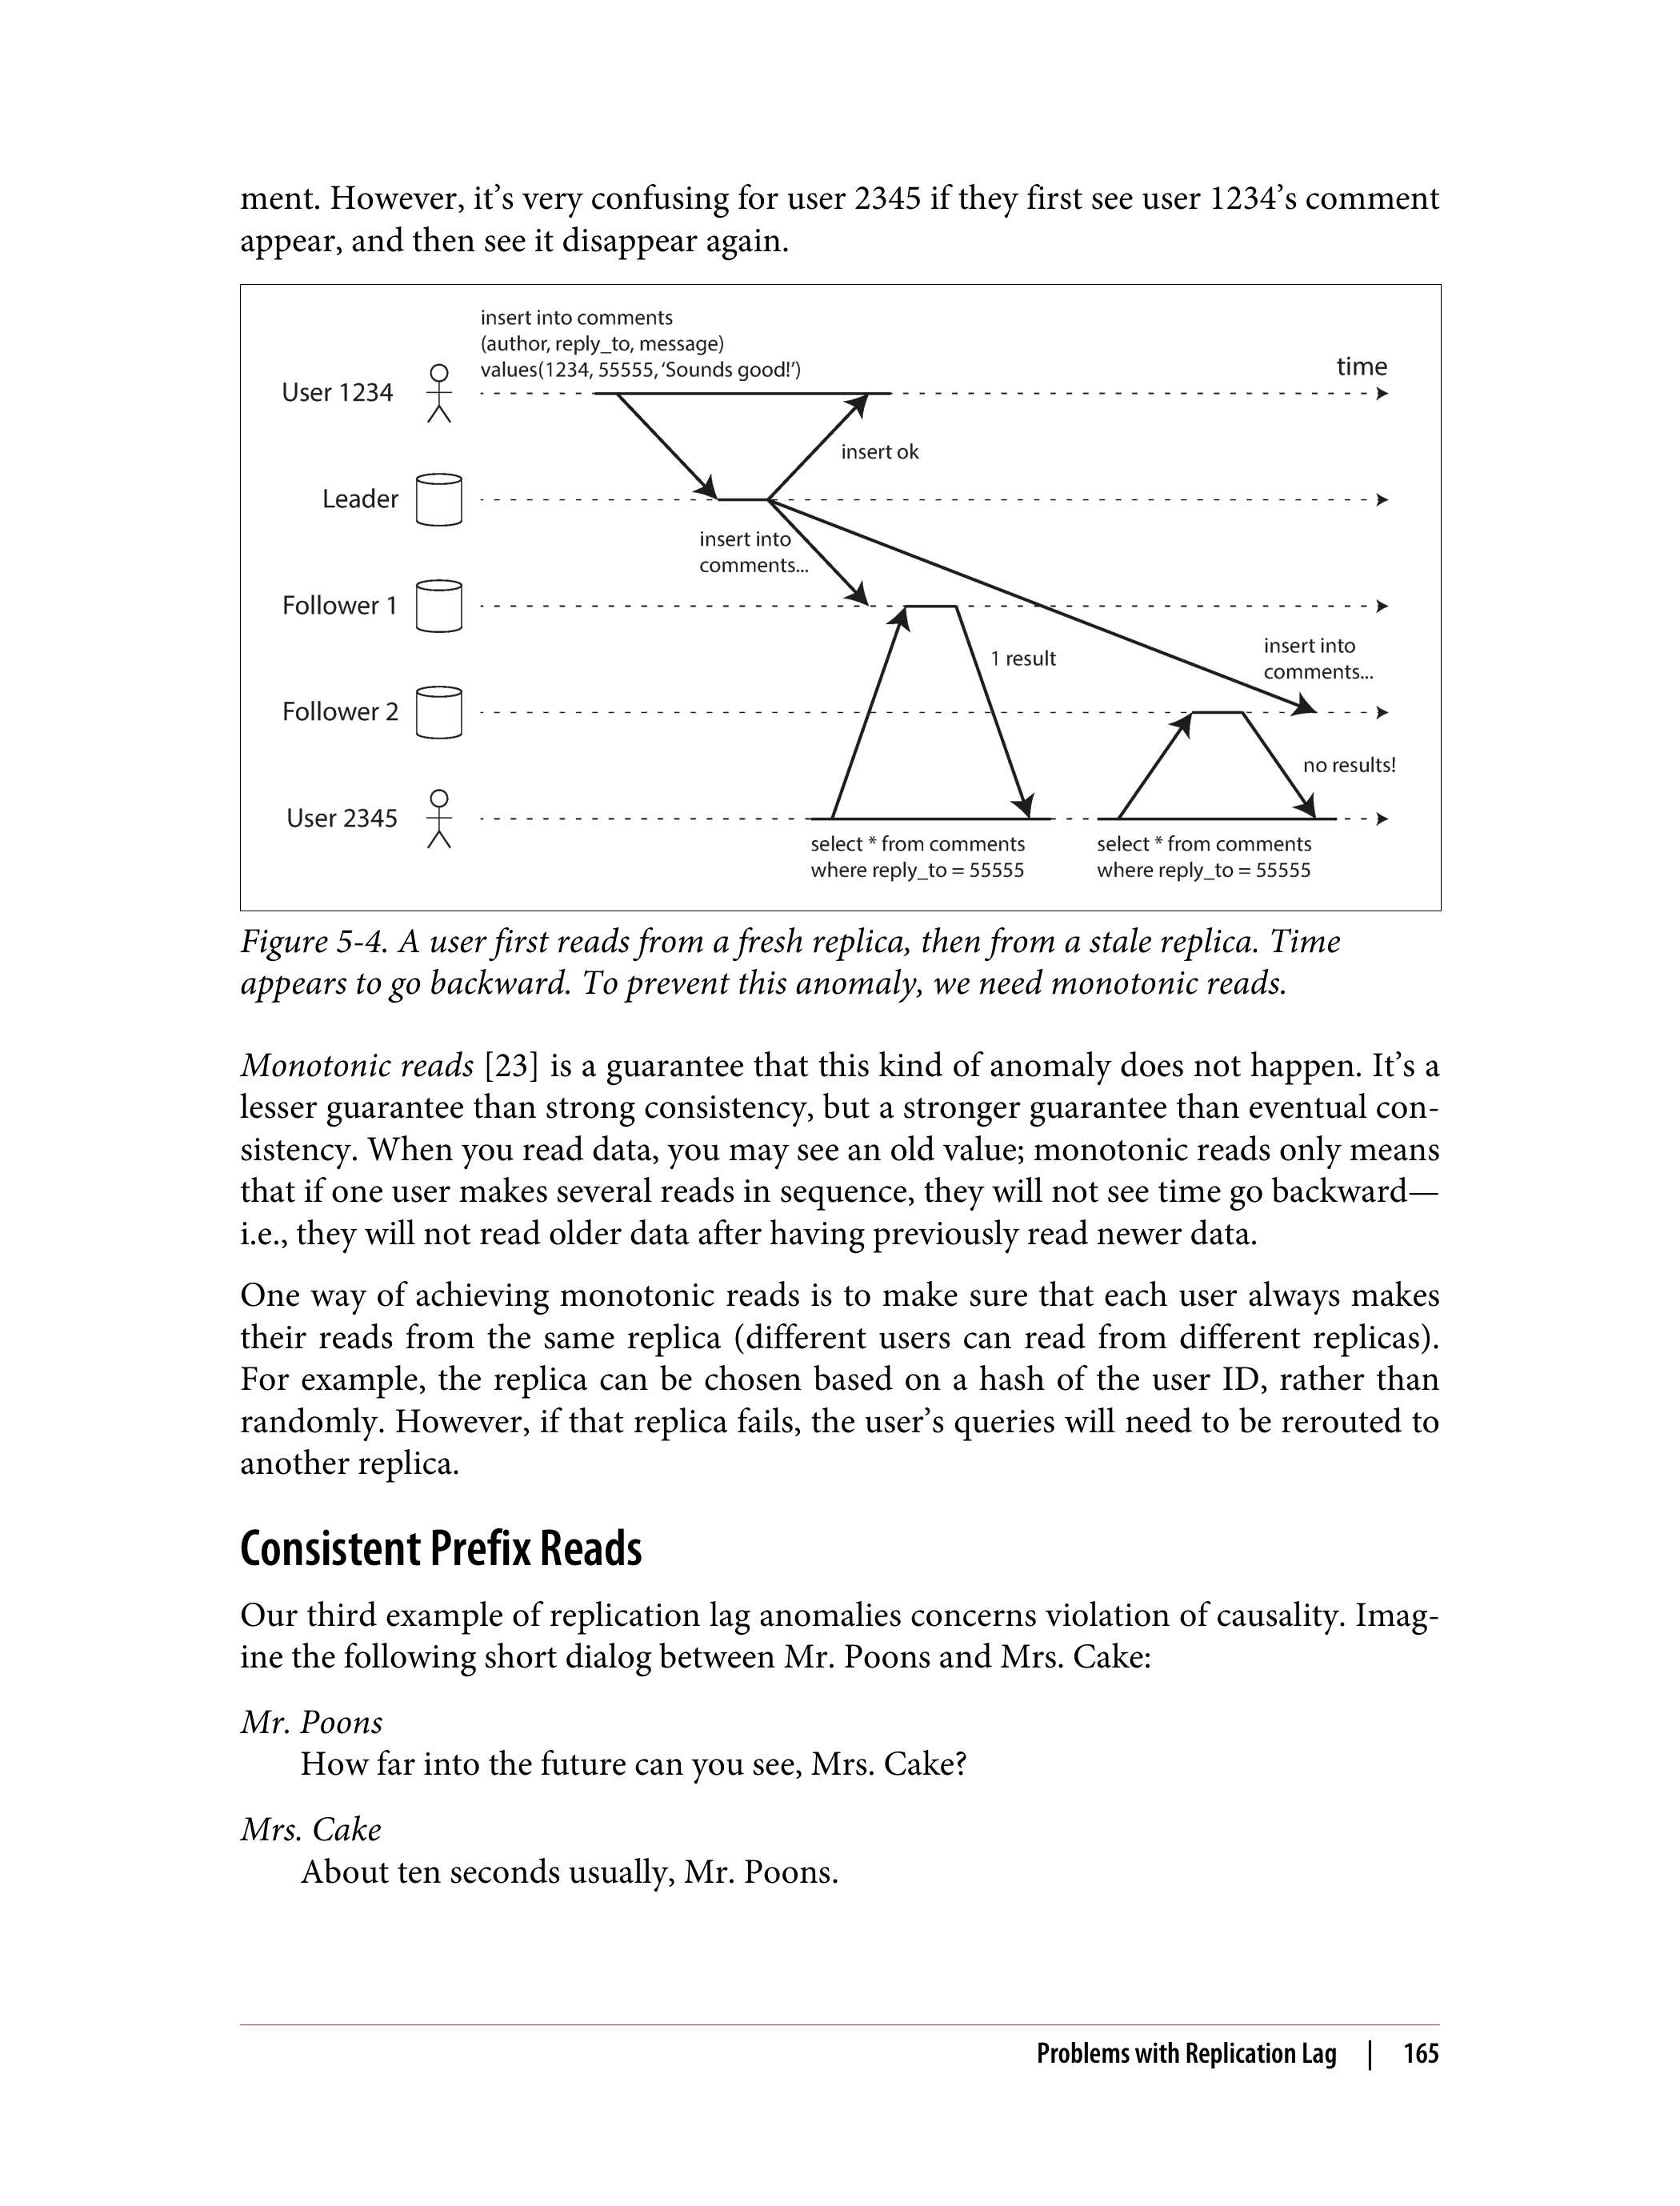 ment. However, it’s very confusing for user 2345 if they first see user 1234’s comment
appear, and then see it disappear again.
insert into comments
(author, reply_to, message)
values(1234, 55555, ‘Sounds good!’)
time
User 1234
insert ok
Leader
insert into
comments...
Follower 1
insert into
comments...
1 result
Follower 2
no results!
User 2345
select * from comments
where reply_to = 55555
select * from comments
where reply_to = 55555
Figure 5-4. A user first reads from a fresh replica, then from a stale replica. Time
appears to go backward. To prevent this anomaly, we need monotonic reads.
Monotonic reads [23] is a guarantee that this kind of anomaly does not happen. It’s a
lesser guarantee than strong consistency, but a stronger guarantee than eventual con-
sistency. When you read data, you may see an old value; monotonic reads only means
that if one user makes several reads in sequence, they will not see time go backward—
i.e., they will not read older data after having previously read newer data.
One way of achieving monotonic reads is to make sure that each user always makes
their reads from the same replica (different users can read from different replicas).
For example, the replica can be chosen based on a hash of the user ID, rather than
randomly. However, if that replica fails, the user’s queries will need to be rerouted to
another replica.
Consistent Prefix Reads
Our third example of replication lag anomalies concerns violation of causality. Imag-
ine the following short dialog between Mr. Poons and Mrs. Cake:
Mr. Poons
How far into the future can you see, Mrs. Cake?
Mrs. Cake
About ten seconds usually, Mr. Poons.
Problems with Replication Lag | 165